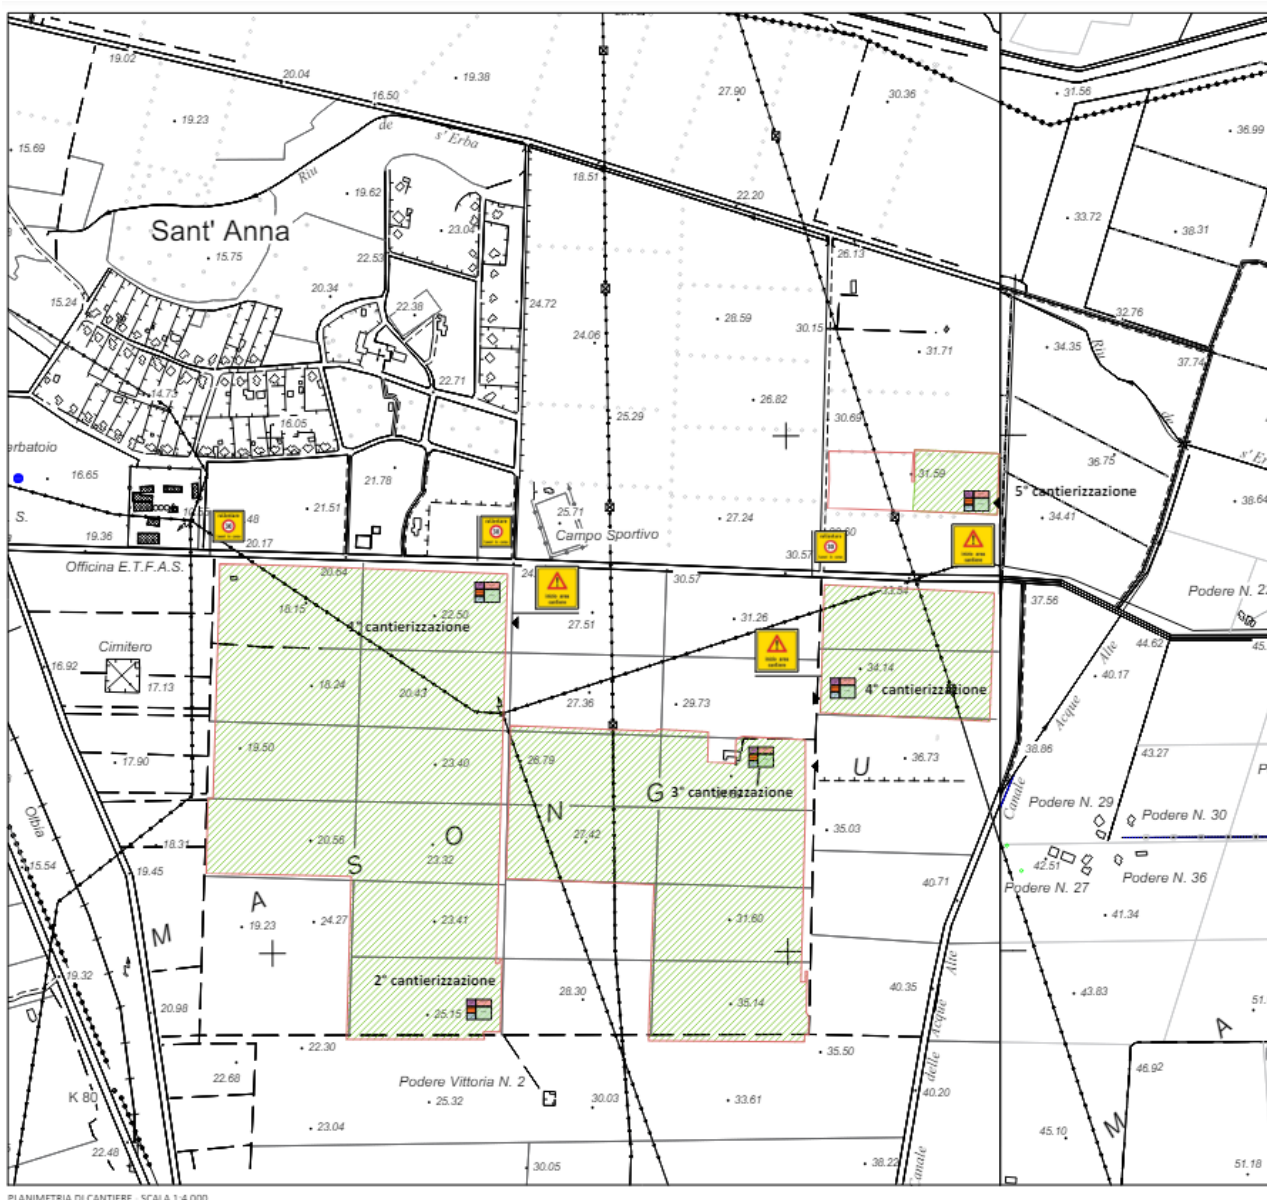 19.02
20.04
19.38
16.50
27.90
30.36
31.56
19.23
de
s' Erba
36.99
15.69
Riu
18.51
19.62
22.20
33.72
38.31
Sant' Anna
23.04
15.75
22.53
26.13
20.34
15.24
22.38
24.72
28.59
32.76
24.06
30.15
31.71
34.35
Riu
37.74
22.71
14.73
26.82
16.05
25.29
30.69
de
erbatoio
s' Er
16.65
21.78
31.59
36.75
5° cantierizzazione
38.64
S.
21.51
25.71
27.24
34.41
19.36
20.17
Campo Sportivo
30.57
Officina E.T.F.A.S.
20.64
30.57
33.54
37.56
Podere N. 2
18.15
22.50
1° cantierizzazione
27.51
31.26
Cimitero
44.62
45.
16.92
17.13
18.24
20.43
27.36
29.73
34.14
4° cantierizzazione
40.17
Alte
Acque
19.50
17.90
23.40
26.79
36.73
38.86
43.27
U
G
3° cantierizzazione
Canale
Podere N. 29
Podere N. 30
Olbia
N
O
35.03
18.31
20.56
23.32
27.42
S
15.54
19.45
40.71
42.51
Podere N. 27
Podere N. 36
A
19.23
24.27
23.41
31.60
41.34
M
19.32
2° cantierizzazione
Alte
20.98
25.15
28.30
35.14
40.35
43.83
51.
Acque
A
22.30
35.50
22.68
delle
46.92
K 80
Podere Vittoria N. 2
25.32
30.03
33.61
40.20
23.04
M
45.10
22.48
30.05
38.22
Canale
51.18
PLANIMETRIA DI CANTIERE - SCALA 1:4.000